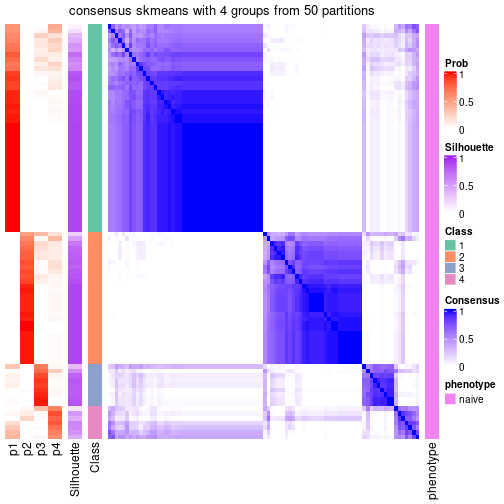 consensus skmeans with 4 groups from 50 partitions
Prob
1
0.5
0
Silhouette
1
0.5
0
Class
1
2
3
4
Consensus
1
0.5
0
phenotype
naive
p1
p2
p3
p4
Silhouette
Class
phenotype